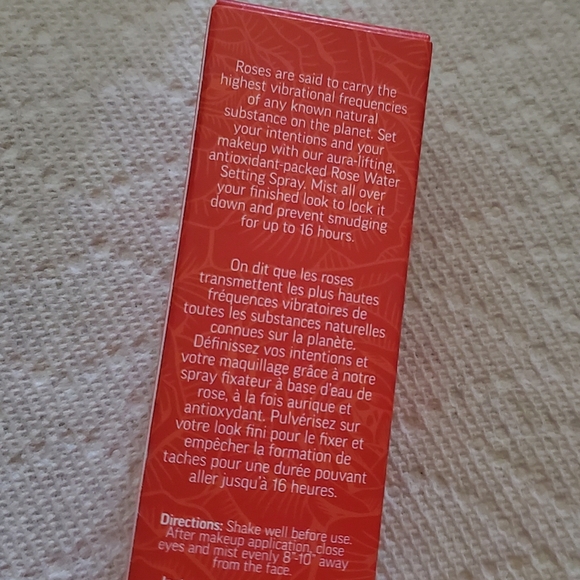 Roses are said to carry the
highest vibrational frequencies
of any known natural
substance on the planet. Set
your intentions and your
makeup with our aura-lifting,
antioxidant-packed Rose Water
Setting Spray. Mist all over
your finished look to lock it
down and prevent smudging
for up to 16 hours.
On dit que les roses
transmettent les plus hautes
fréquences vibratoires de
toutes les substances naturelles
connues sur la planète.
Définissez vos intentions et
votre maquillage grâce à notre
spray fixateur à base d'eau de
rose, à la fois aurique et
antioxydant. Pulvérisez sur
votre look fini pour le fixer et
empêcher la formation de
taches pour une durée pouvant
aller jusqu'à 16 heures.
Directions: Shake well before use.
After makeup application, close
eyes and mist evenly 8"-10" away
from the face.